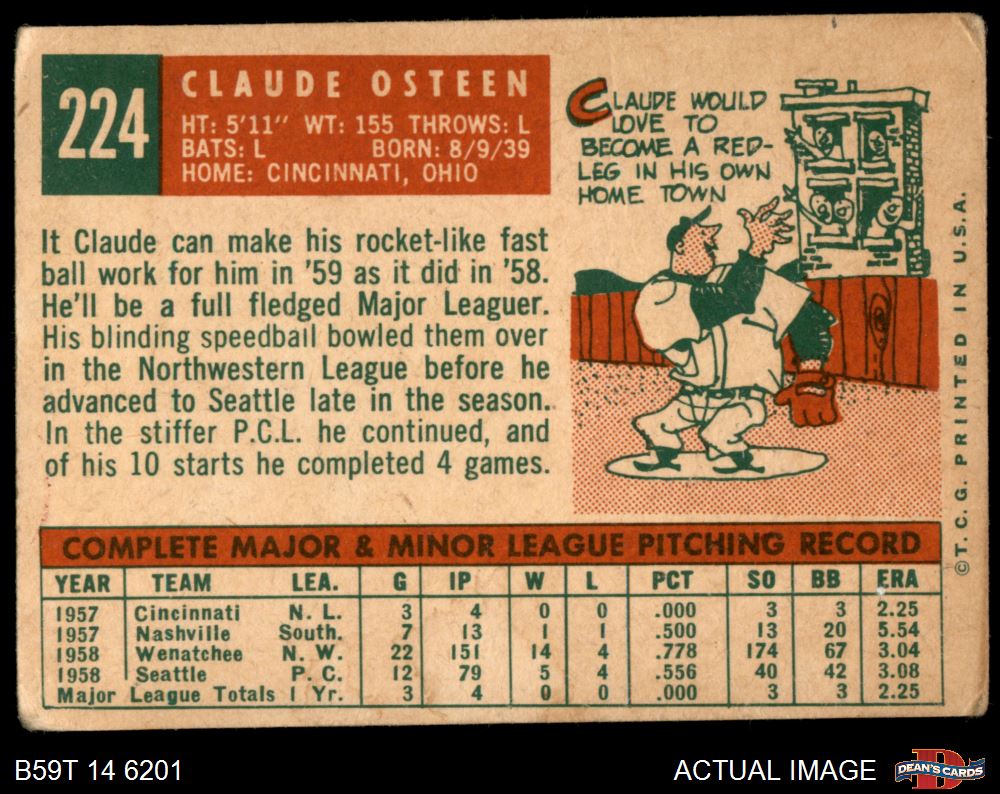 224
CLAUDE OSTEEN
HT: 5'11" WT: 155 THROWS: L
BATS: L BORN: 8/9/39
HOME: CINCINNATI, OHIO
CLAUDE WOULD
LOVE TO
BECOME A RED-
LEG IN HIS OWN
HOME TOWN
It Claude can make his rocket-like fast
ball work for him in '59 as it did in '58.
He'll be a full fledged Major Leaguer.
His blinding speedball bowled them over
in the Northwestern League before he
advanced to Seattle late in the season.
In the stiffer P.C.L. he continued, and
of his 10 starts he completed 4 games.
©T. C. G. PRINTED IN U.S.A.
COMPLETE MAJOR & MINOR LEAGUE PITCHING RECORD
YEAR TEAM LEA. G IP W L PCT SO BB ERA
1957 Cincinnati N. L. 3 4 0 0 .000 3 3 2.25
1957 Nashville South. 7 13 1 1 .500 13 20 5.54
1958 Wenatchee N. W. 22 151 14 4 .778 174 67 3.04
1958 Seattle P. C. 12 79 5 4 .556 40 42 3.08
Major League Totals 1 Yr. 3 4 0 0 .000 3 3 2.25
B59T 14 6201
ACTUAL IMAGE
DEAN'S CARDS